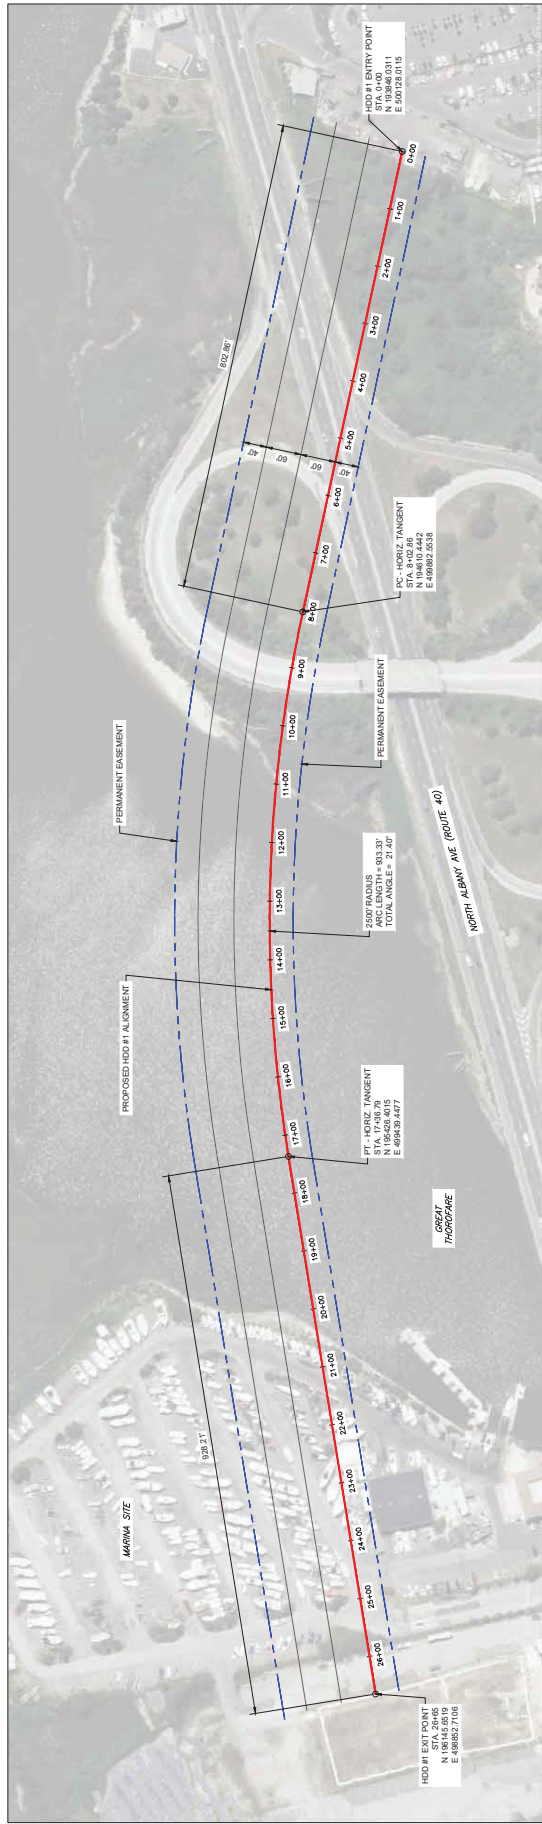 HDD #1 ENTRY POINT
STA. 0+00
N 193846.0311
E 500128.0115
0+00
1+00
2+00
3+00
4+00
5+00
6+00
7+00
8+00
9+00
10+00
11+00
12+00
13+00
14+00
15+00
16+00
17+00
18+00
19+00
20+00
21+00
22+00
23+00
24+00
25+00
26+00
802.86'
40'
60'
60'
40'
PC - HORIZ. TANGENT
STA. 8+02.86
N 194610.4442
E 499882.5538
PERMANENT EASEMENT
PERMANENT EASEMENT
NORTH ALBANY AVE (ROUTE 40)
2500' RADIUS
ARC LENGTH = 933.33'
TOTAL ANGLE = 21.40'
PROPOSED HDD #1 ALIGNMENT
PT - HORIZ. TANGENT
STA. 17+36.79
N 195426.4015
E 499439.4477
GREAT
THOROFARE
928.21'
MARINA SITE
HDD #1 EXIT POINT
STA. 26+65
N 196145.6519
E 498852.7106